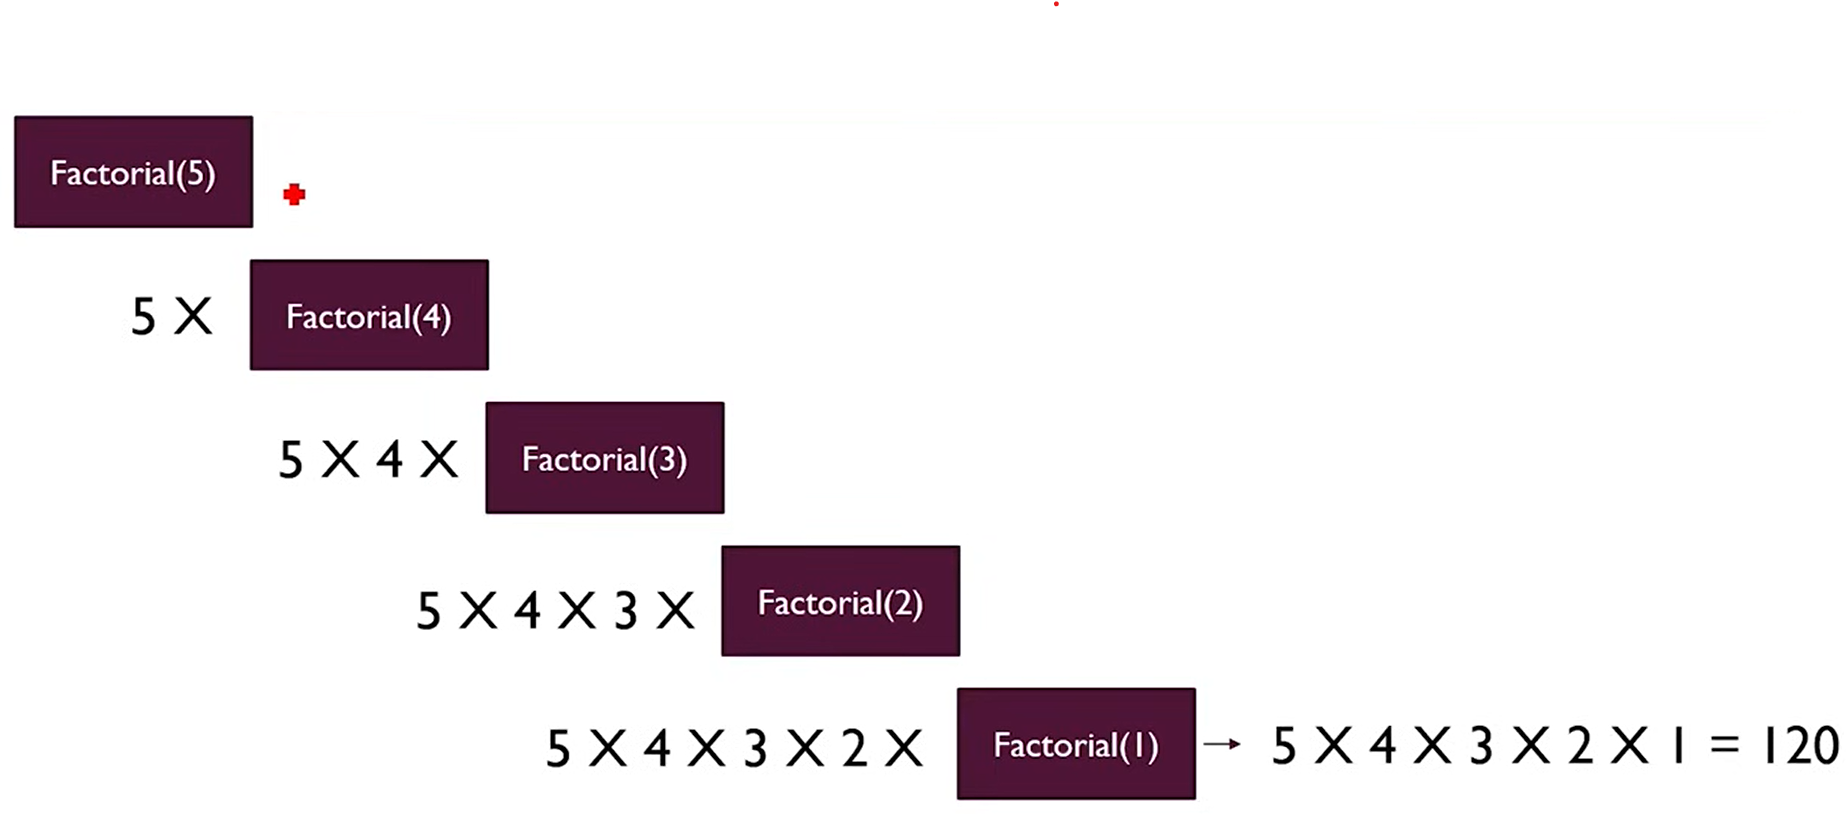 Factorial(5)
5 X Factorial(4)
5 X 4 X Factorial(3)
5 X 4 X 3 X Factorial(2)
5 X 4 X 3 X 2 X Factorial(1) → 5 X 4 X 3 X 2 X 1 = 120